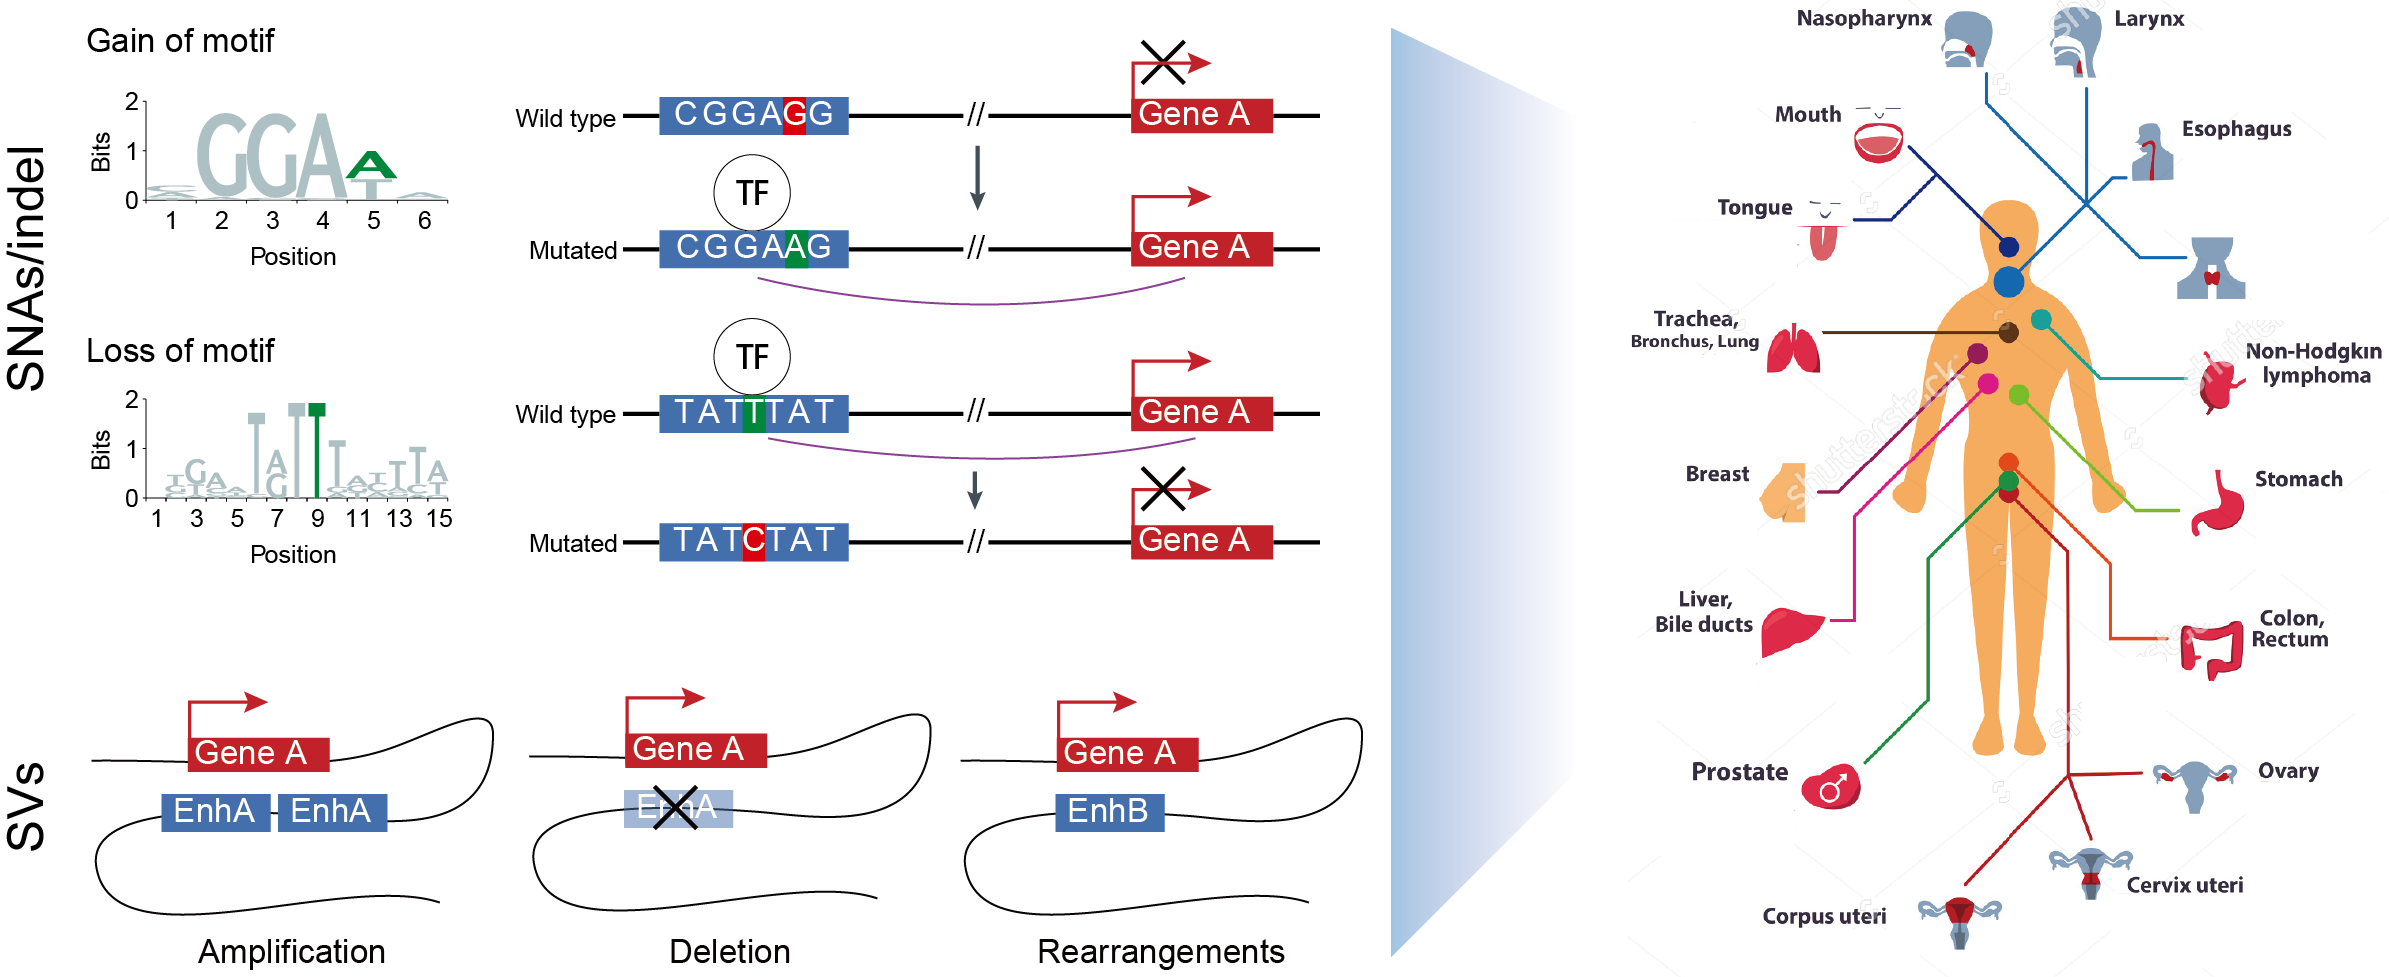 SNAs/indel
Gain of motif
Bits
2
1
0
GGAA
T
1 2 3 4 5 6
Position
Wild type
CGGAGG
//
Gene A
TF
Mutated
CGGAAG
//
Gene A
Loss of motif
Bits
2
1
0
1 3 5 7 9 11 13 15
Position
TF
Wild type
TATTTAT
//
Gene A
Mutated
TATCTAT
//
Gene A
SVs
Gene A
EnhA EnhA
Amplification
Gene A
EnhA
Deletion
Gene A
EnhB
Rearrangements
Nasopharynx
Larynx
Mouth
Esophagus
Tongue
Trachea,
Bronchus, Lung
Non-Hodgkin
lymphoma
Breast
Stomach
Liver,
Bile ducts
Colon,
Rectum
Prostate
Ovary
Cervix uteri
Corpus uteri
shutterstock